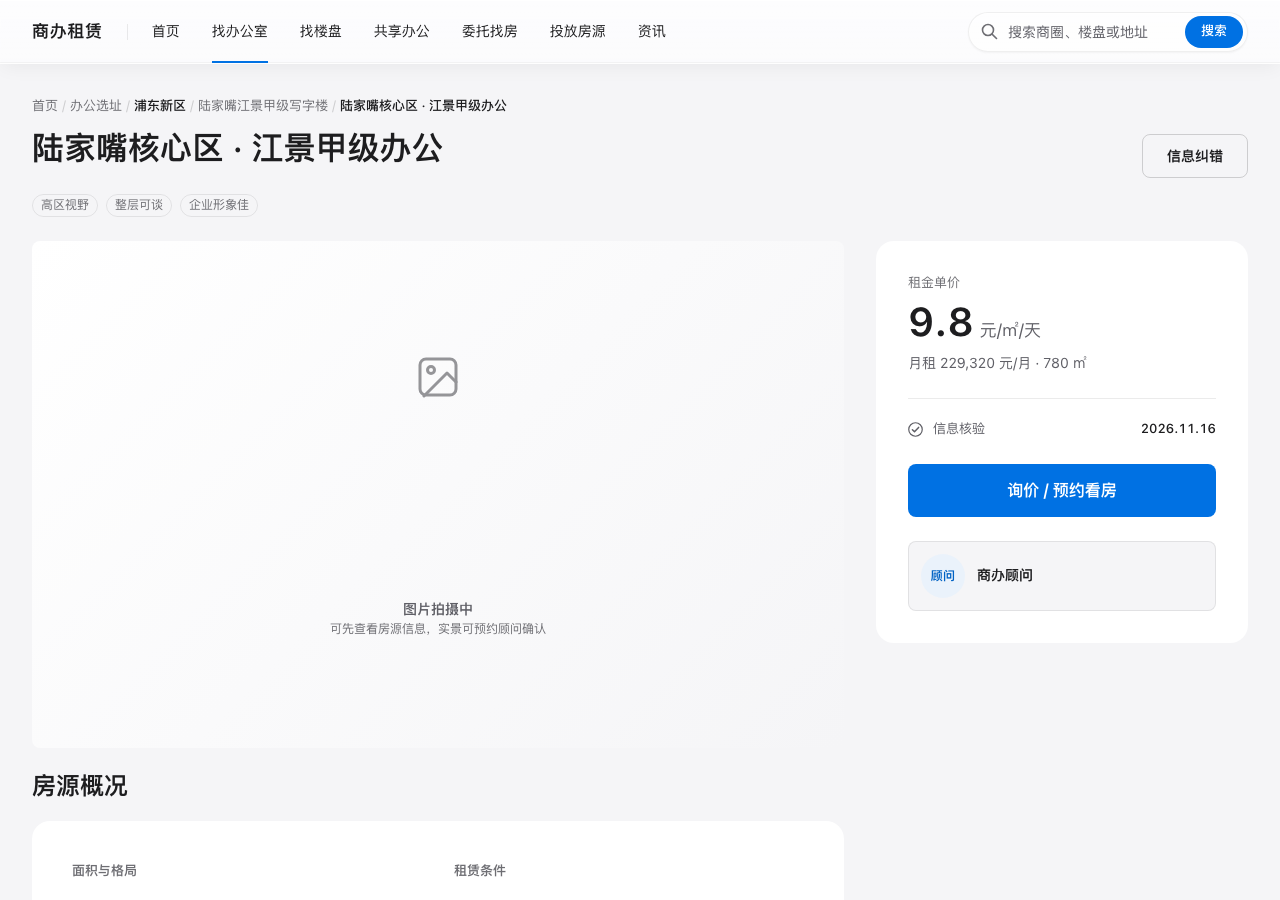 商办租赁 首页 找办公室 找楼盘 共享办公 委托找房 投放房源 资讯 搜索商圈、楼盘或地址 搜索
首页 / 办公选址 / 浦东新区 / 陆家嘴江景甲级写字楼 / 陆家嘴核心区 · 江景甲级办公
陆家嘴核心区 · 江景甲级办公
信息纠错
高区视野 整层可谈 企业形象佳
图片拍摄中
可先查看房源信息，实景可预约顾问确认
租金单价
9.8 元/㎡/天
月租 229,320 元/月 · 780 ㎡
信息核验 2026.11.16
询价 / 预约看房
顾问 商办顾问
房源概况
面积与格局 租赁条件